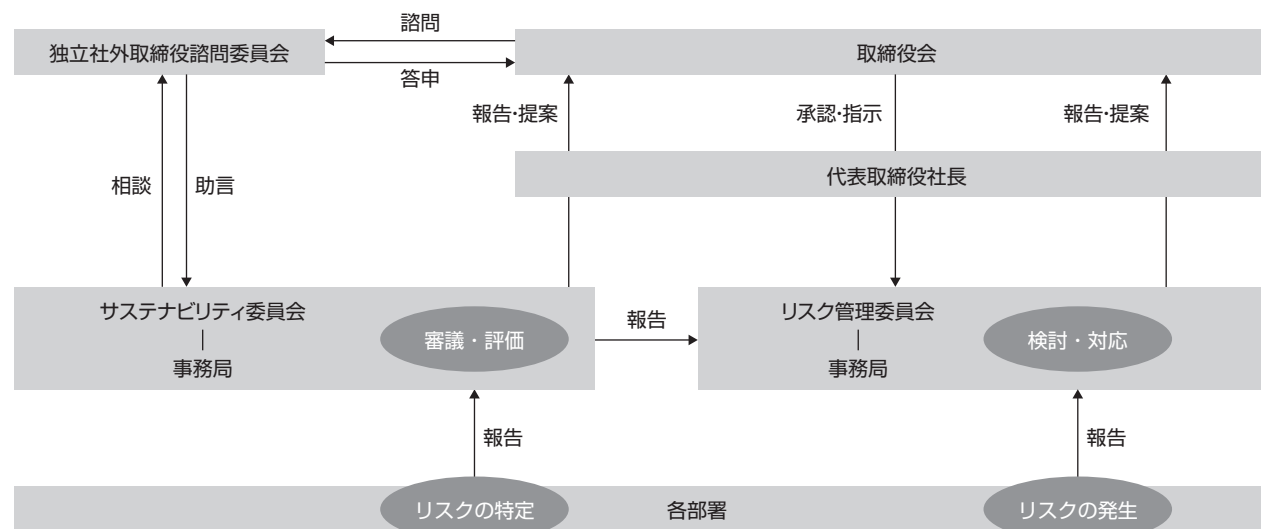 諮問
独立社外取締役諮問委員会
取締役会
答申
報告・提案
承認・指示
報告・提案
相談
助言
代表取締役社長
サステナビリティ委員会
事務局
審議・評価
報告
リスク管理委員会
事務局
検討・対応
報告
報告
リスクの特定
各部署
リスクの発生